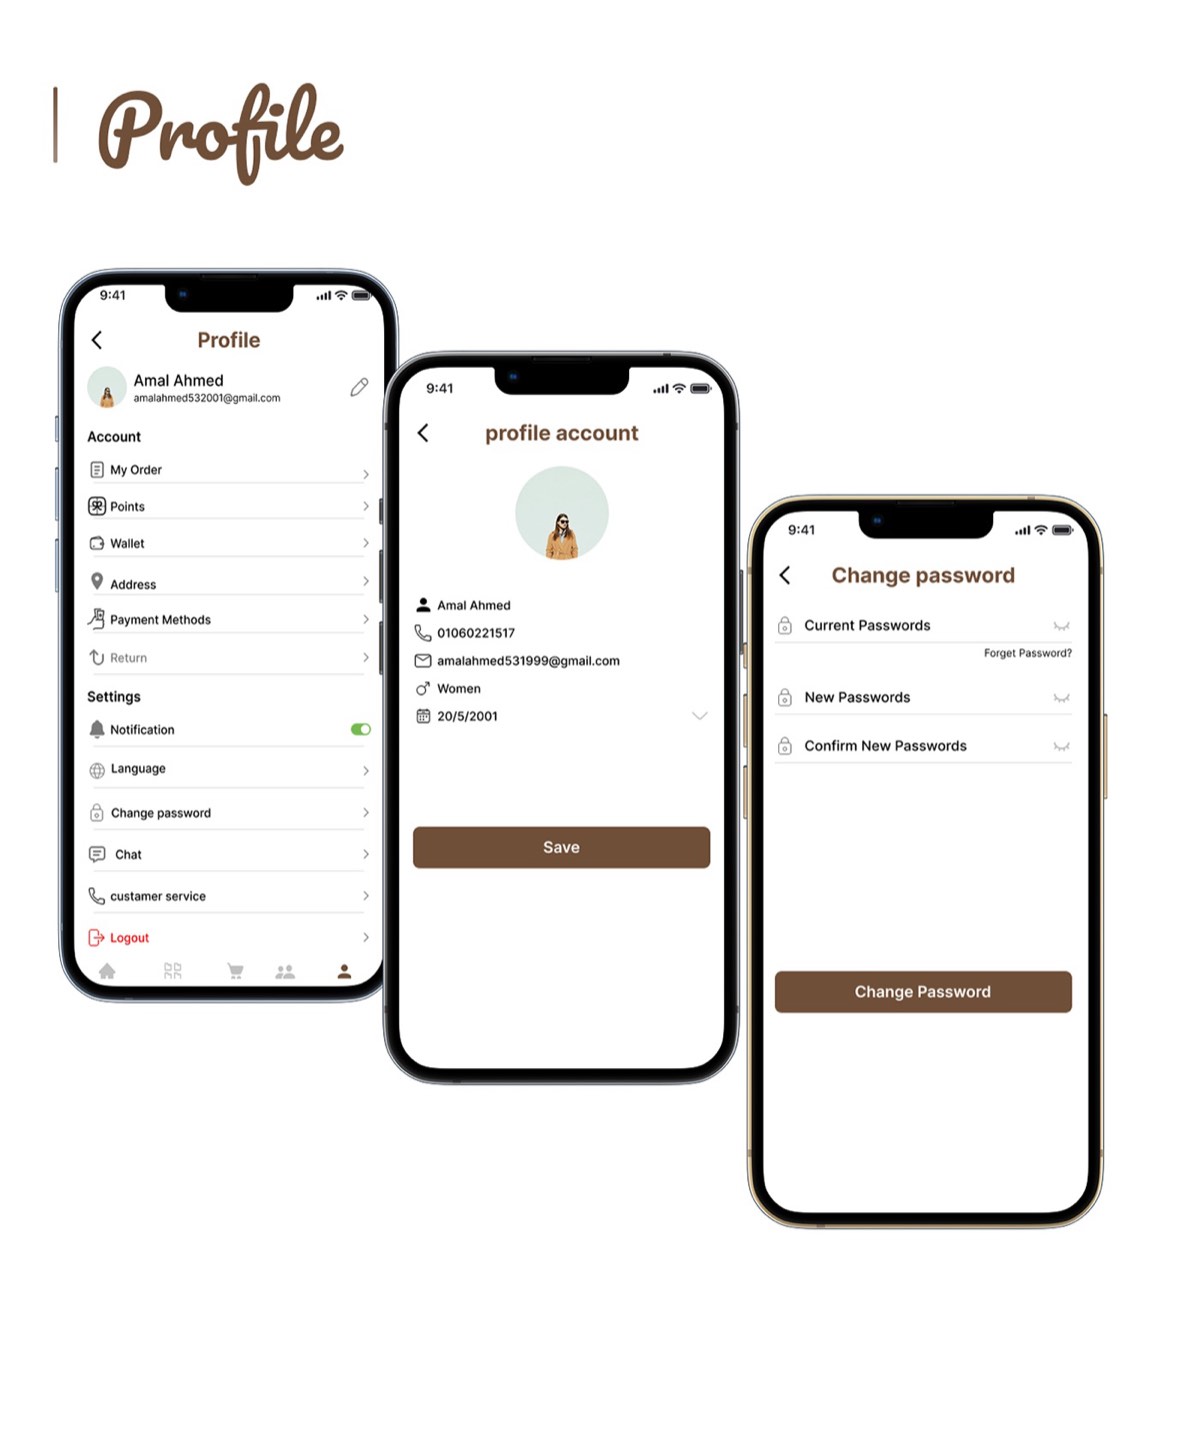 Profile
9:41
Profile
Amal Ahmed
amalahmed532001@gmail.com
Account
My Order
Points
Wallet
Address
Payment Methods
Return
Settings
Notification
Language
Change password
Chat
custamer service
Logout
9:41
profile account
Amal Ahmed
01060221517
amalahmed531999@gmail.com
Women
20/5/2001
Save
9:41
Change password
Current Passwords
Forget Password?
New Passwords
Confirm New Passwords
Change Password